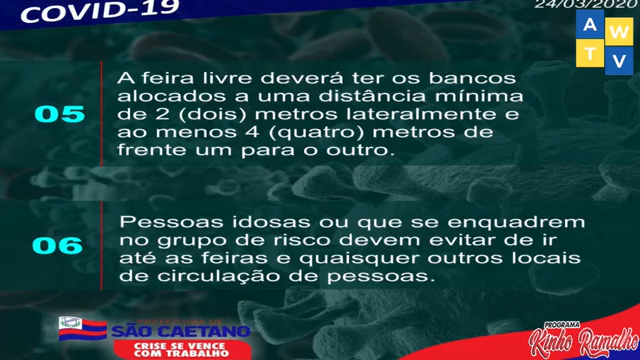 COVID-19
24/03/2020
A W
T V
05
A feira livre deverá ter os bancos
alocados a uma distância mínima
de 2 (dois) metros lateralmente e
ao menos 4 (quatro) metros de
frente um para o outro.
06
Pessoas idosas ou que se enquadrem
no grupo de risco devem evitar de ir
até as feiras e quaisquer outros locais
de circulação de pessoas.
SÃO CAETANO
CRISE SE VENCE
COM TRABALHO
PROGRAMA
Kinho Ramalho